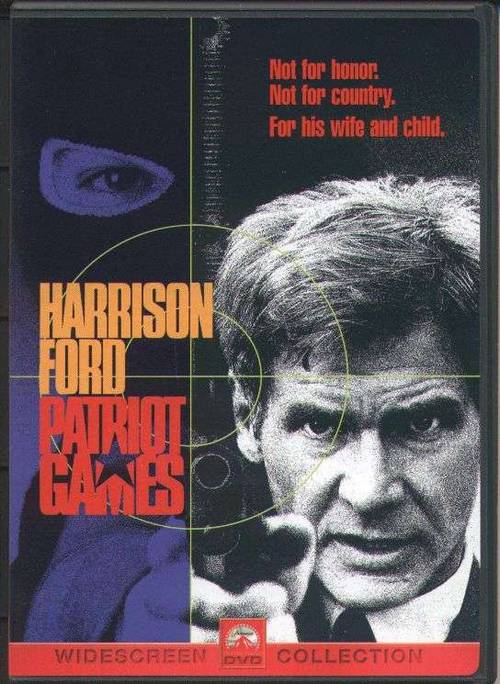 Not for honor.
Not for country.
For his wife and child.
HARRISON
FORD
PATRIOT
GAMES
WIDESCREEN DVD COLLECTION